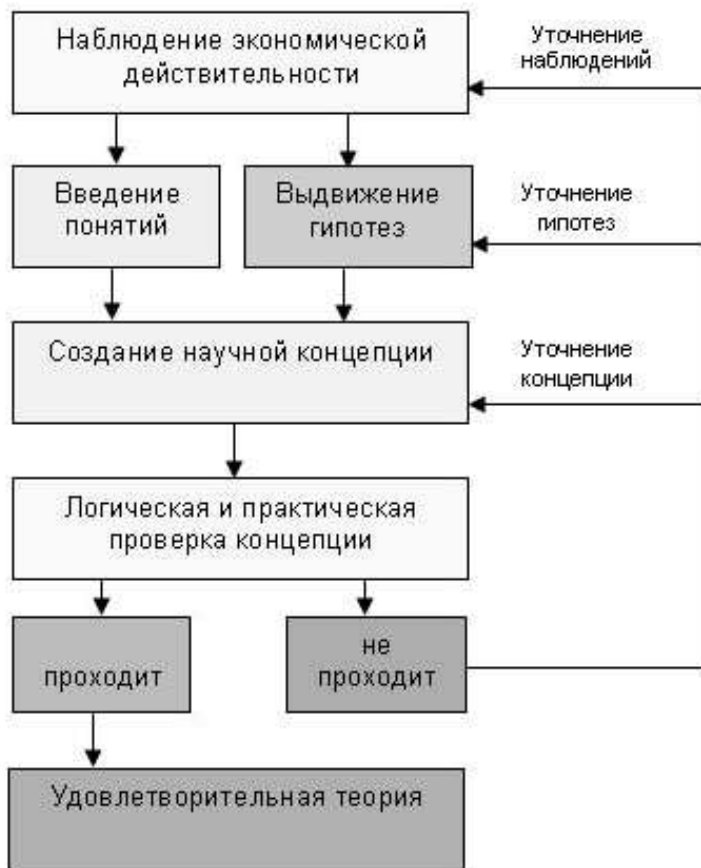 Наблюдение экономической
действительности
Уточнение
наблюдений
Введение
понятий
Выдвижение
гипотез
Уточнение
гипотез
Создание научной концепции
Уточнение
концепции
Логическая и практическая
проверка концепции
проходит
не
проходит
Удовлетворительная теория